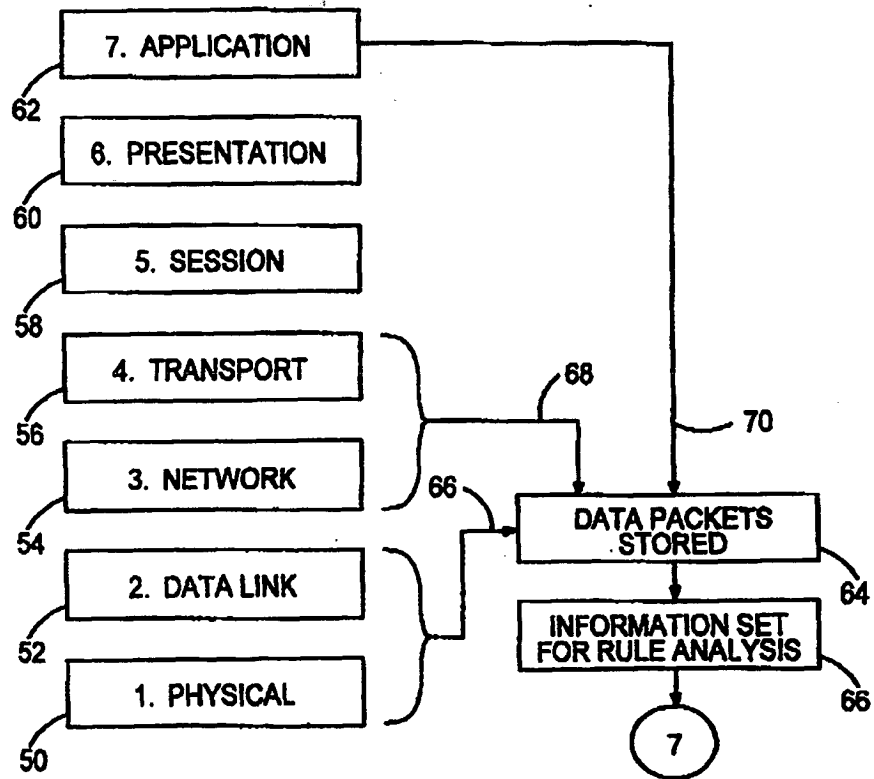 7. APPLICATION
62
6. PRESENTATION
60
5. SESSION
58
4. TRANSPORT
56
68
70
3. NETWORK
54
66
DATA PACKETS
STORED
64
2. DATA LINK
52
INFORMATION SET
FOR RULE ANALYSIS
66
1. PHYSICAL
50
7